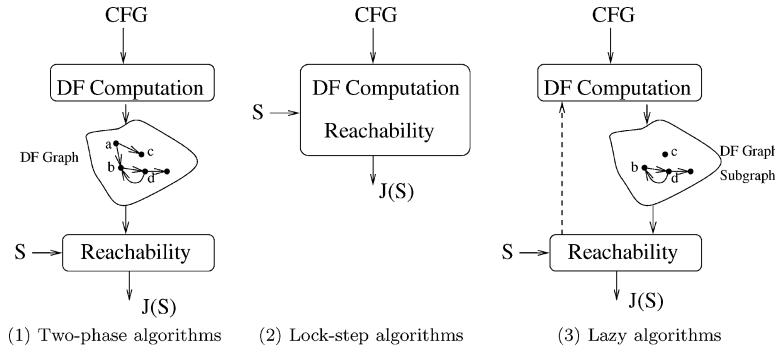 CFG
DF Computation
a
c
DF Graph
b
d
S
Reachability
J(S)
(1) Two-phase algorithms
CFG
DF Computation
S
Reachability
J(S)
(2) Lock-step algorithms
CFG
DF Computation
c
DF Graph
b
d
Subgraph
S
Reachability
J(S)
(3) Lazy algorithms